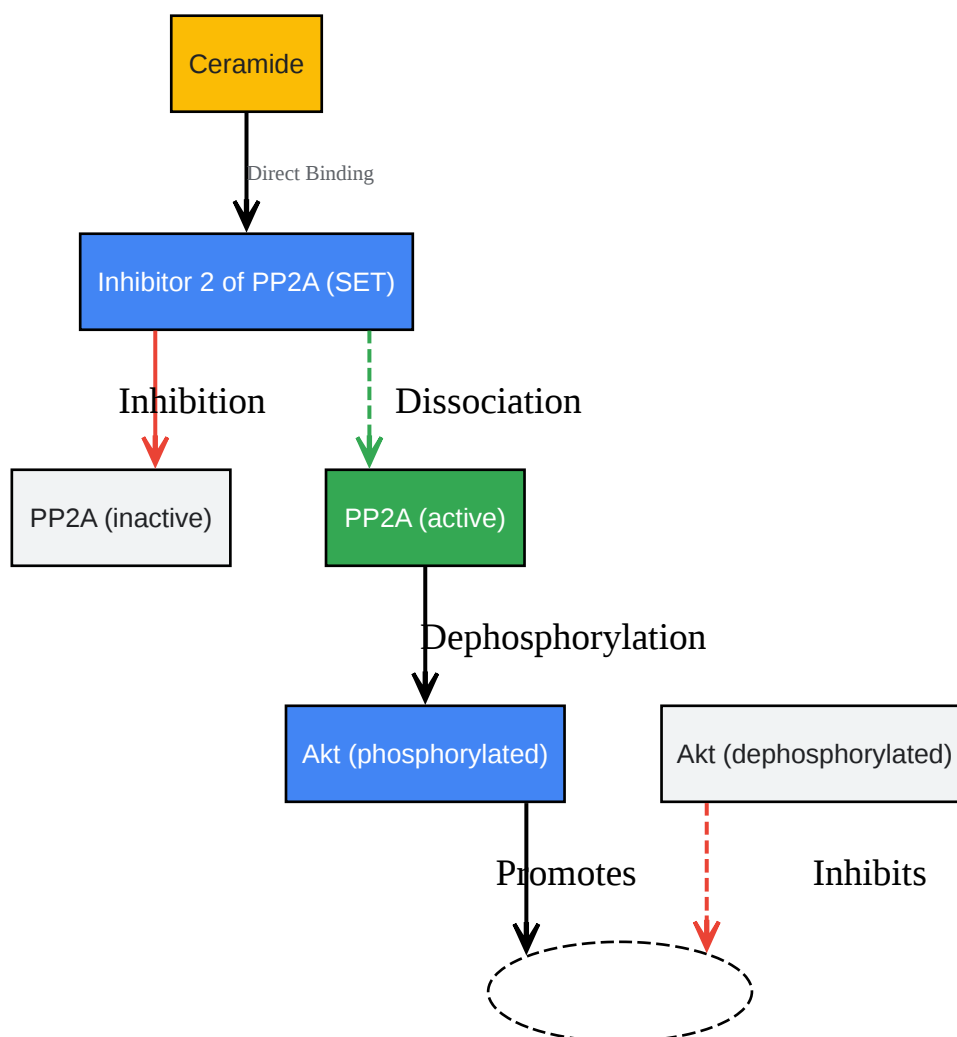 Ceramide
Direct Binding
Inhibitor 2 of PP2A (SET)
Inhibition
Dissociation
PP2A (inactive)
PP2A (active)
Dephosphorylation
Akt (phosphorylated)
Akt (dephosphorylated)
Promotes
Inhibits